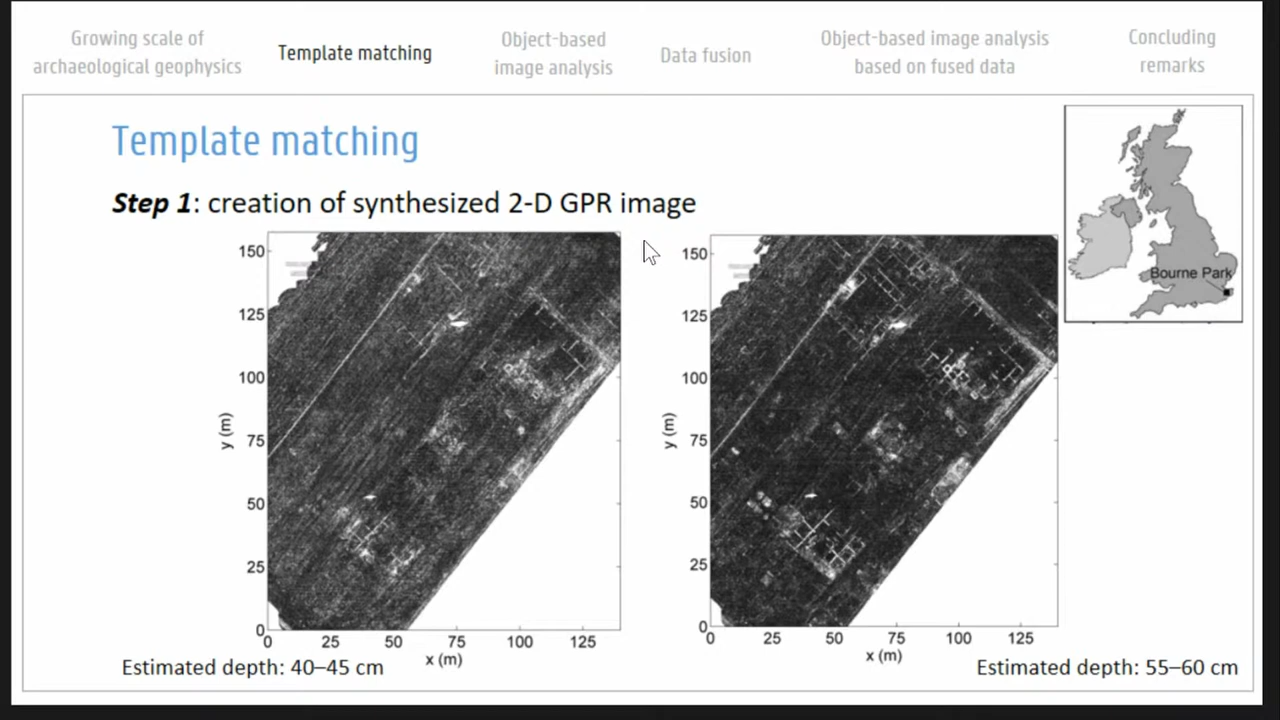 Growing scale of
archaeological geophysics
Template matching
Object-based
image analysis
Data fusion
Object-based image analysis
based on fused data
Concluding
remarks
Template matching
Step 1: creation of synthesized 2-D GPR image
150
125
100
75
50
25
0
y (m)
0 25 50 75 100 125
x (m)
Estimated depth: 40–45 cm
150
125
100
75
50
25
0
y (m)
0 25 50 75 100 125
x (m)
Estimated depth: 55–60 cm
Bourne Park